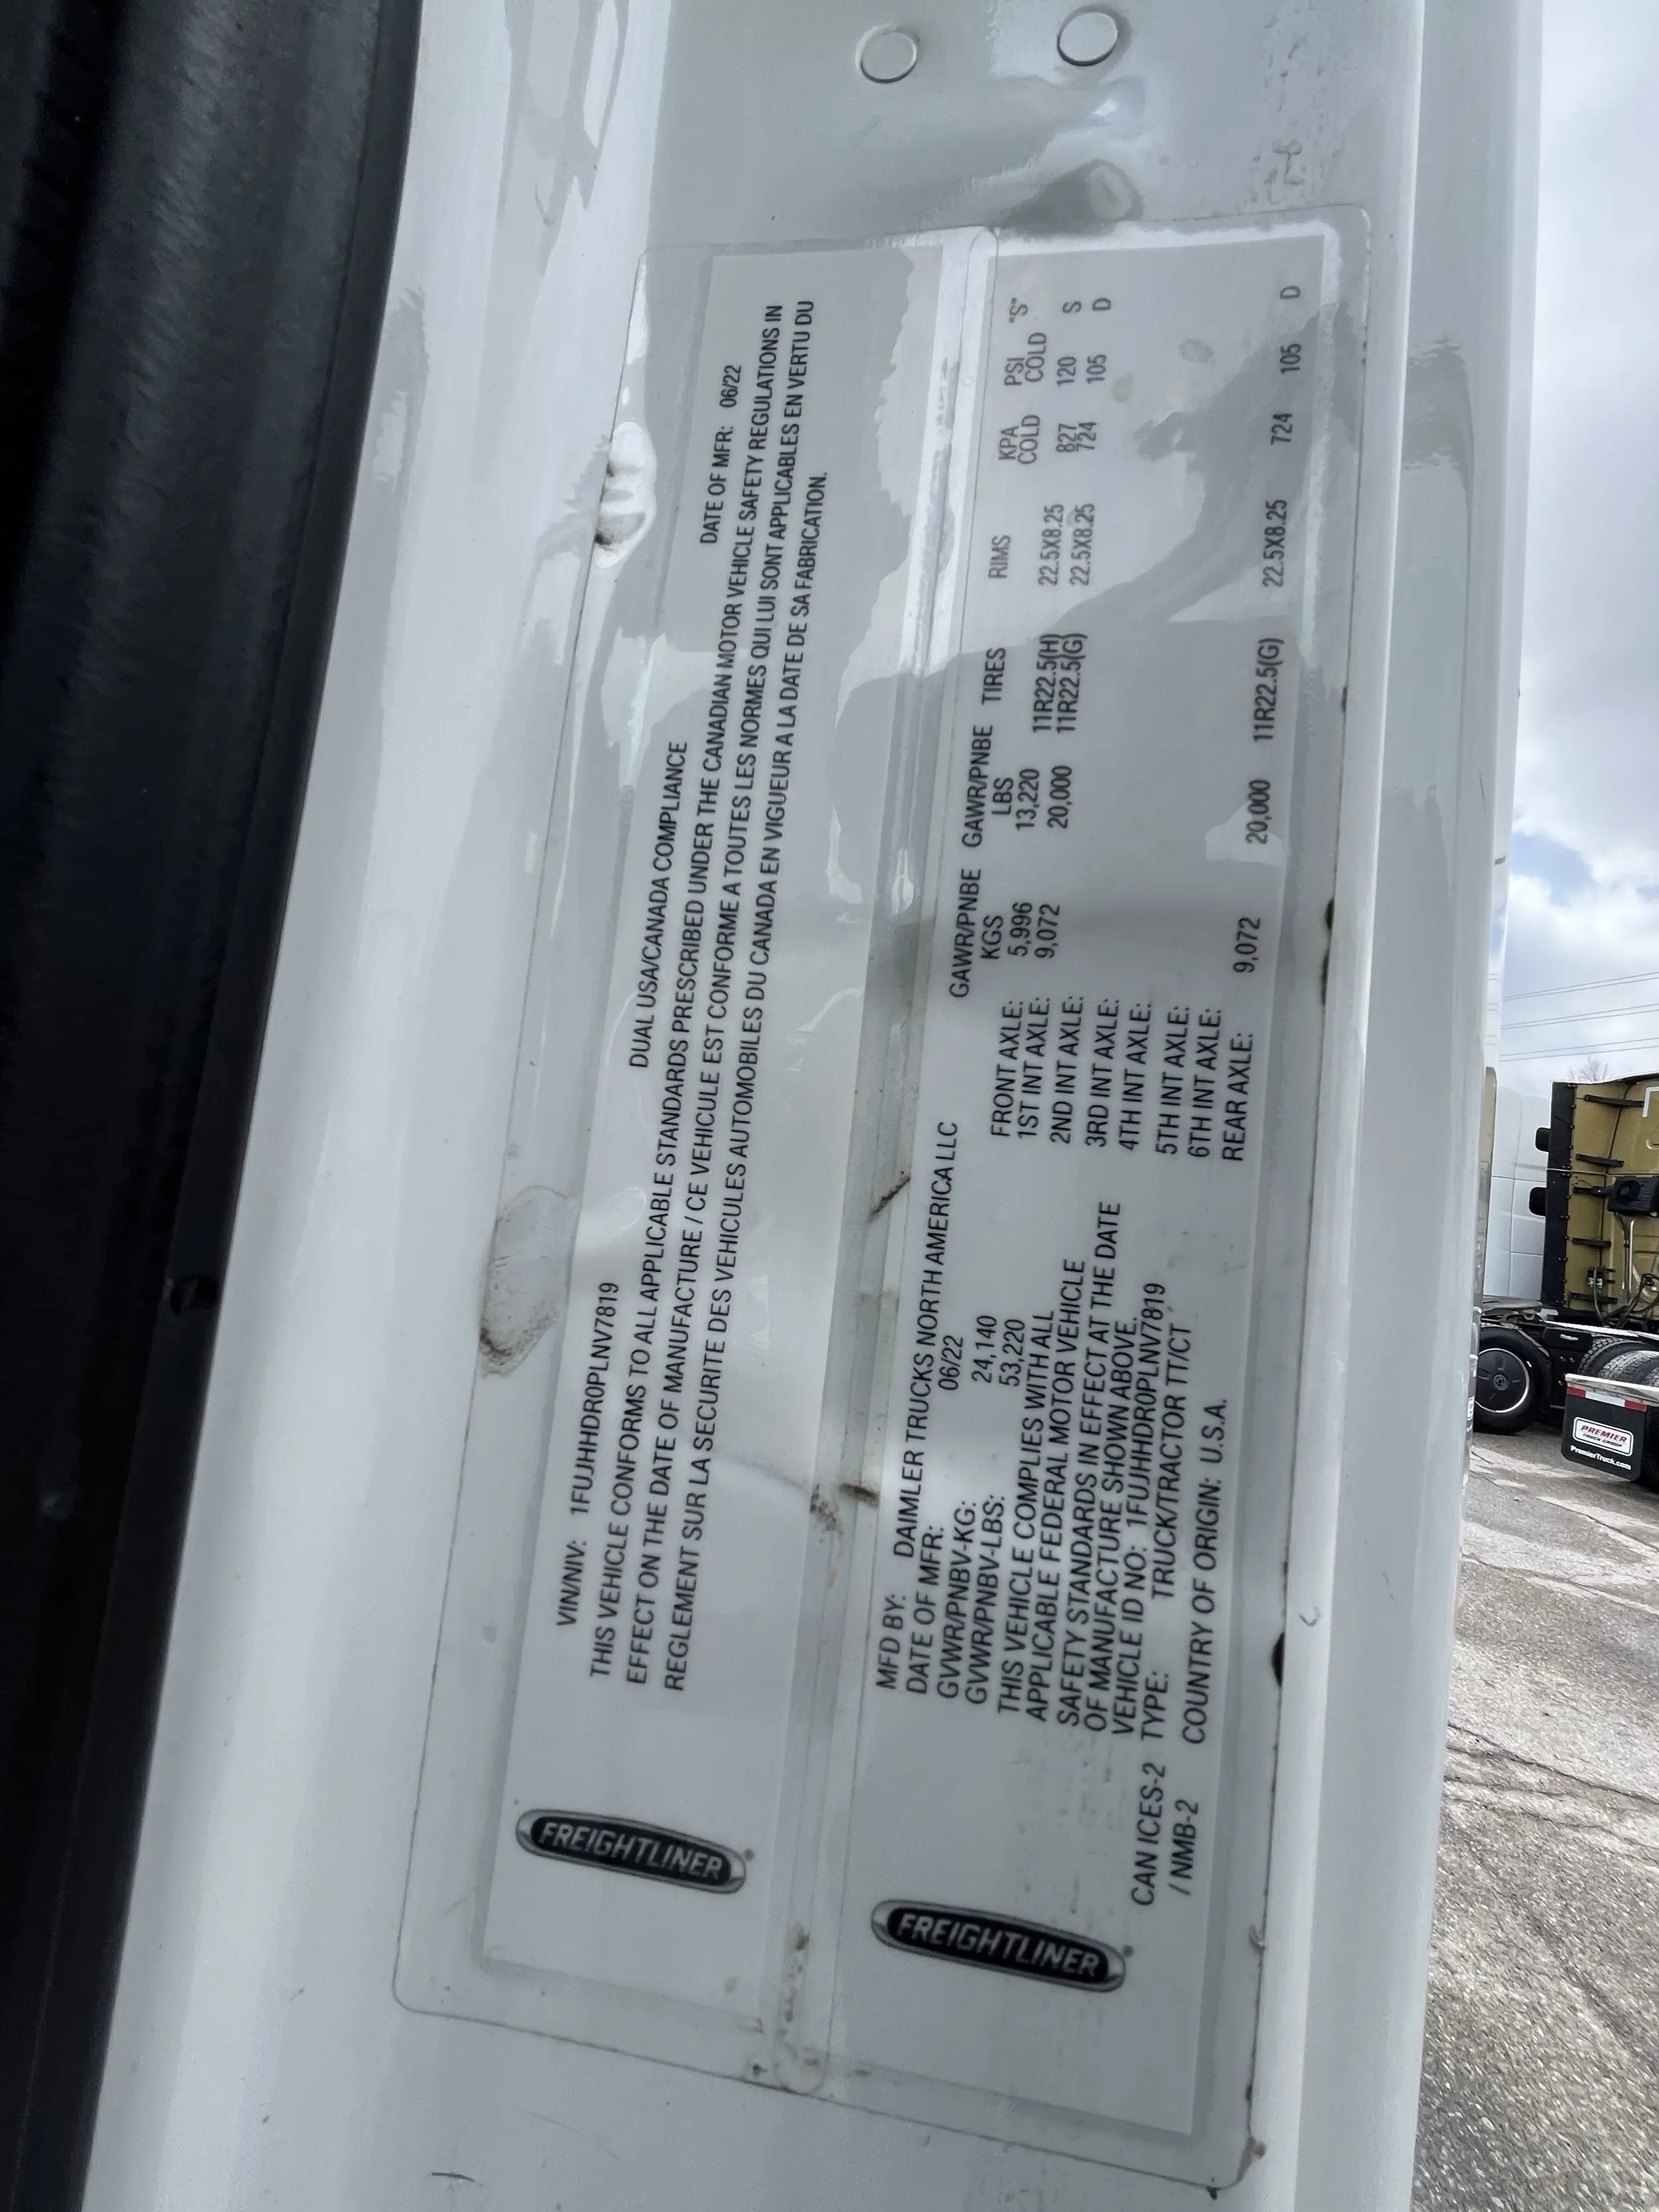 FREIGHTLINER
VIN/NIV: 1FUJHHDR0PLNV7819 DATE OF MFR: 06/22
DUAL USA/CANADA COMPLIANCE
THIS VEHICLE CONFORMS TO ALL APPLICABLE STANDARDS PRESCRIBED UNDER THE CANADIAN MOTOR VEHICLE SAFETY REGULATIONS IN
EFFECT ON THE DATE OF MANUFACTURE / CE VEHICULE EST CONFORME A TOUTES LES NORMES QUI LUI SONT APPLICABLES EN VERTU DU
REGLEMENT SUR LA SECURITE DES VEHICULES AUTOMOBILES DU CANADA EN VIGUEUR A LA DATE DE SA FABRICATION.
FREIGHTLINER
CAN ICES-2
/ NMB-2
MFD BY: DAIMLER TRUCKS NORTH AMERICA LLC
DATE OF MFR: 06/22
GVWR/PNBV-KG: 24,140
GVWR/PNBV-LBS: 53,220
THIS VEHICLE COMPLIES WITH ALL
APPLICABLE FEDERAL MOTOR VEHICLE
SAFETY STANDARDS IN EFFECT AT THE DATE
OF MANUFACTURE SHOWN ABOVE.
VEHICLE ID NO: 1FUJHHDR0PLNV7819
TYPE: TRUCK/TRACTOR TT/CT
COUNTRY OF ORIGIN: U.S.A.
GAWR/PNBE GAWR/PNBE TIRES RIMS KPA PSI "S"
KGS LBS COLD COLD
FRONT AXLE: 5,996 13,220 11R22.5(H) 22.5X8.25 827 120 S
1ST INT AXLE: 9,072 20,000 11R22.5(G) 22.5X8.25 724 105 D
2ND INT AXLE:
3RD INT AXLE:
4TH INT AXLE:
5TH INT AXLE:
6TH INT AXLE:
REAR AXLE: 9,072 20,000 11R22.5(G) 22.5X8.25 724 105 D
PREMIER
TRUCK GROUP
PremierTruck.com